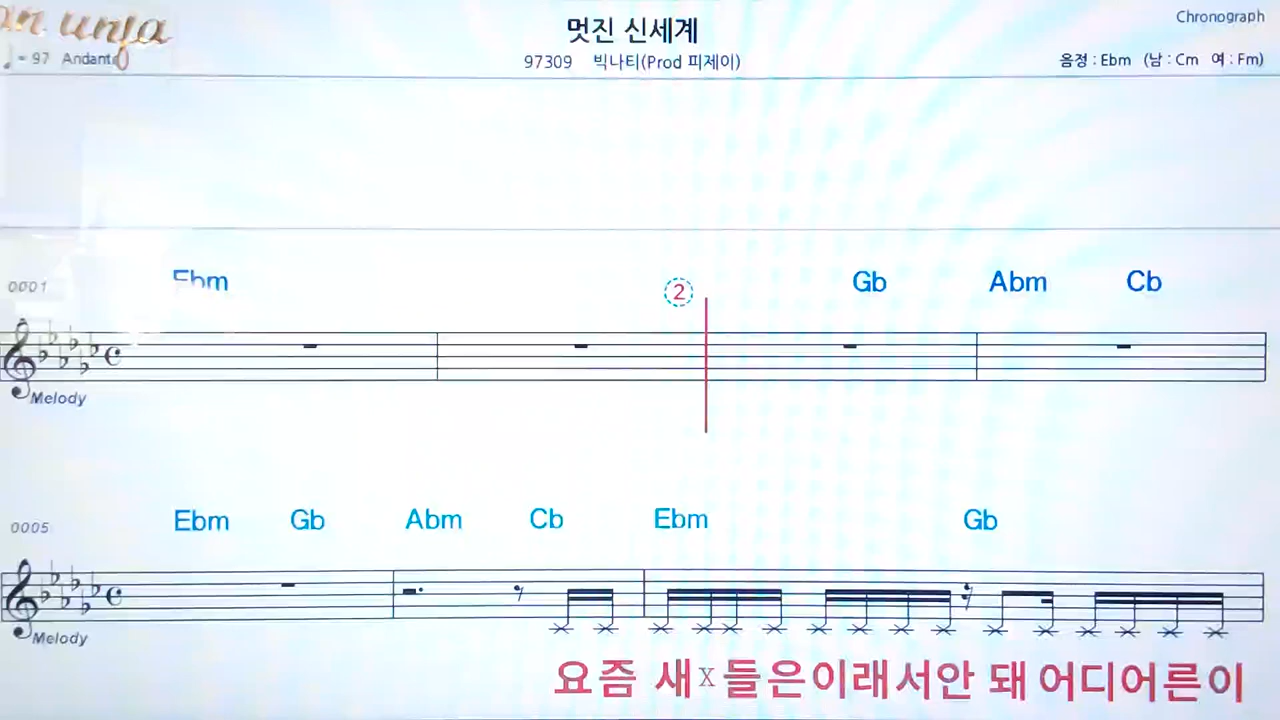 멋진 신세계
Chronograph
♩= 97 Andante
97309 빅나티(Prod 피제이)
음정 : Ebm (남 : Cm 여 : Fm)
0001
Ebm
② Gb Abm Cb
Melody
0005
Ebm Gb Abm Cb Ebm Gb
Melody
요즘 새 X 들은이래서안 돼 어디어른이